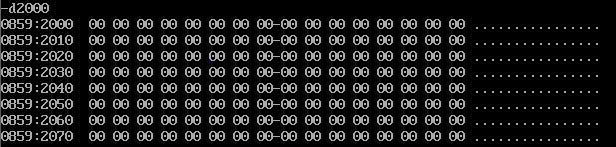 -d2000
0859:2000  00 00 00 00 00 00 00 00-00 00 00 00 00 00 00 00 ................
0859:2010  00 00 00 00 00 00 00 00-00 00 00 00 00 00 00 00 ................
0859:2020  00 00 00 00 00 00 00 00-00 00 00 00 00 00 00 00 ................
0859:2030  00 00 00 00 00 00 00 00-00 00 00 00 00 00 00 00 ................
0859:2040  00 00 00 00 00 00 00 00-00 00 00 00 00 00 00 00 ................
0859:2050  00 00 00 00 00 00 00 00-00 00 00 00 00 00 00 00 ................
0859:2060  00 00 00 00 00 00 00 00-00 00 00 00 00 00 00 00 ................
0859:2070  00 00 00 00 00 00 00 00-00 00 00 00 00 00 00 00 ................